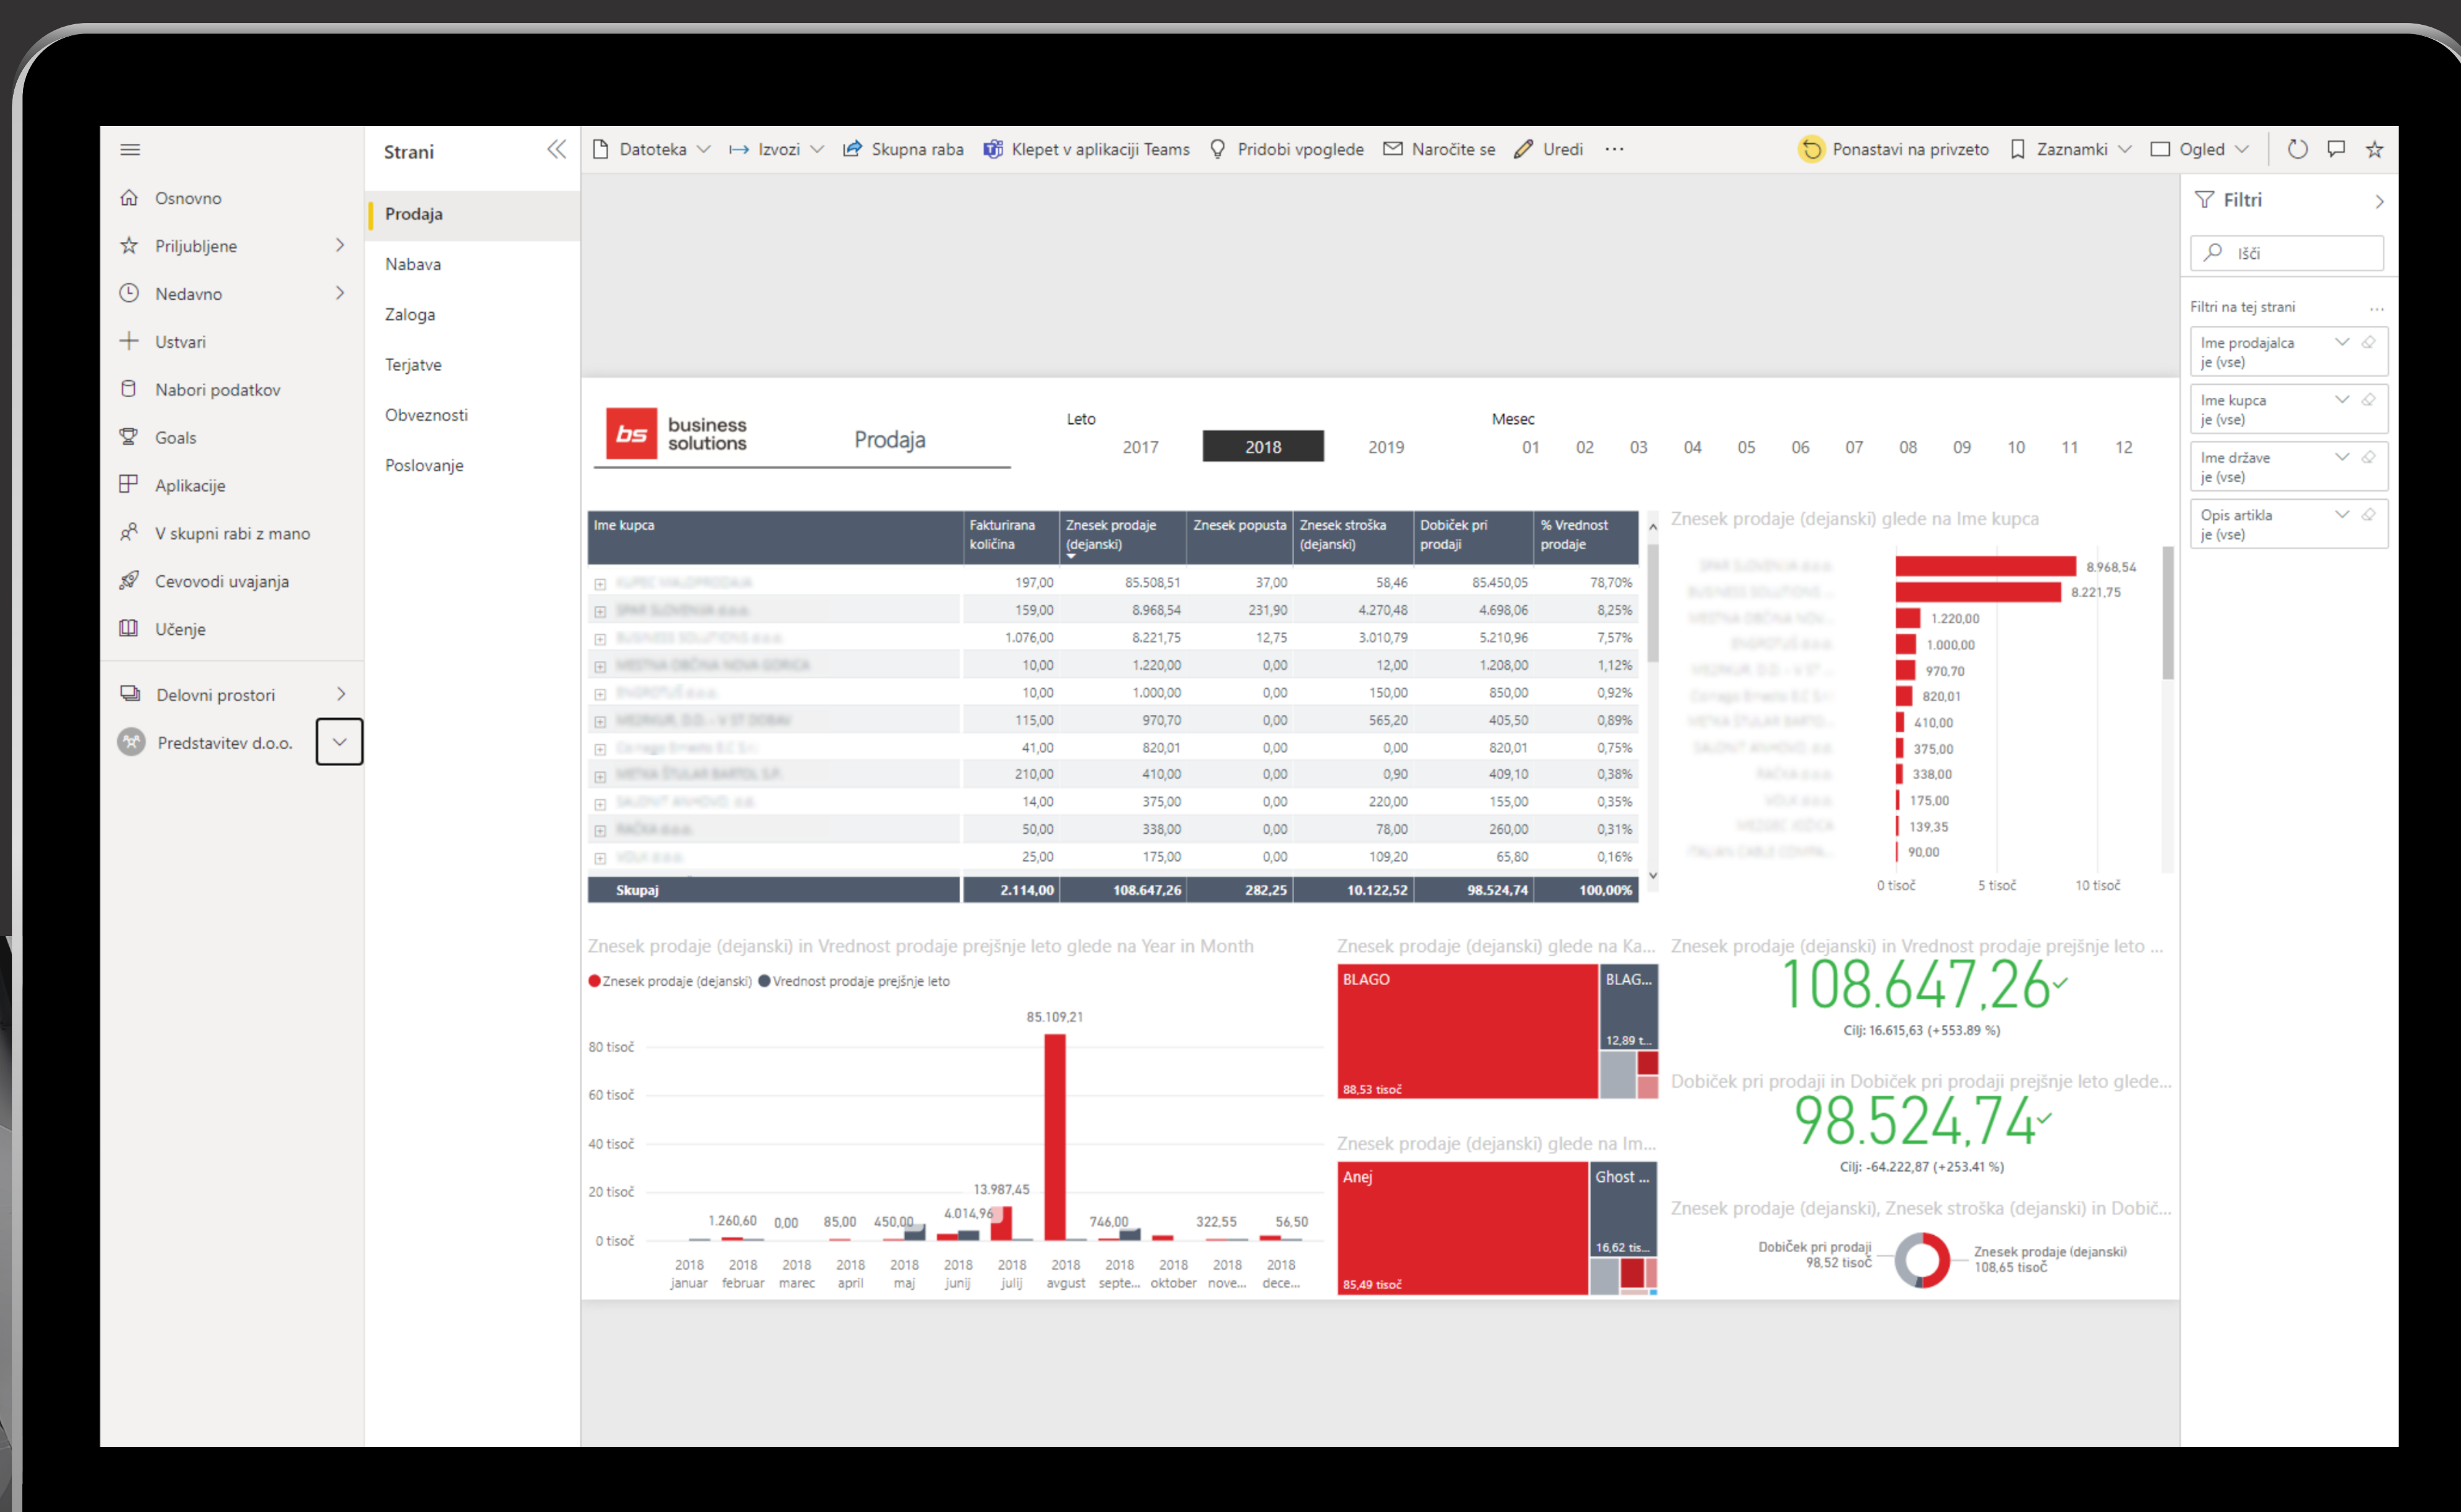 Osnovno
Priljubljene
Nedavno
Ustvari
Nabori podatkov
Goals
Aplikacije
V skupni rabi z mano
Cevovodi uvajanja
Učenje
Delovni prostori
Predstavitev d.o.o.
Strani
Prodaja
Nabava
Zaloga
Terjatve
Obveznosti
Poslovanje
Datoteka Izvozi Skupna raba Klepet v aplikaciji Teams Pridobi vpoglede Naročite se Uredi ... Ponastavi na privzeto Zaznamki Ogled
bs business
solutions
Prodaja
Leto
2017 2018 2019
Mesec
01 02 03 04 05 06 07 08 09 10 11 12
Ime kupca Fakturirana količina Znesek prodaje (dejanski) Znesek popusta Znesek stroška (dejanski) Dobiček pri prodaji % Vrednost prodaje
197,00 85.508,51 37,00 58,46 85.450,05 78,70%
SPAR SLOVENIJA d.o.o. 159,00 8.968,54 231,90 4.270,48 4.698,06 8,25%
BUSINESS SOLUTIONS d.o.o. 1.076,00 8.221,75 12,75 3.010,79 5.210,96 7,57%
MESTNA OBČINA NOVA GORICA 10,00 1.220,00 0,00 12,00 1.208,00 1,12%
10,00 1.000,00 0,00 150,00 850,00 0,92%
115,00 970,70 0,00 565,20 405,50 0,89%
41,00 820,01 0,00 0,00 820,01 0,75%
210,00 410,00 0,00 0,90 409,10 0,38%
14,00 375,00 0,00 220,00 155,00 0,35%
50,00 338,00 0,00 78,00 260,00 0,31%
25,00 175,00 0,00 109,20 65,80 0,16%
Skupaj 2.114,00 108.647,26 282,25 10.122,52 98.524,74 100,00%
Znesek prodaje (dejanski) glede na Ime kupca
8.968,54
8.221,75
1.220,00
1.000,00
970,70
820,01
410,00
375,00
338,00
175,00
139,35
90,00
0 tisoč 5 tisoč 10 tisoč
Znesek prodaje (dejanski) in Vrednost prodaje prejšnje leto glede na Year in Month
Znesek prodaje (dejanski) Vrednost prodaje prejšnje leto
80 tisoč
60 tisoč
40 tisoč
20 tisoč
0 tisoč
1.260,60 0,00 85,00 450,00 4.014,96 13.987,45 85.109,21 746,00 322,55 56,50
2018 2018 2018 2018 2018 2018 2018 2018 2018 2018 2018 2018
januar februar marec april maj junij julij avgust septe... oktober nove... dece...
Znesek prodaje (dejanski) glede na Ka...
BLAGO
88,53 tisoč
BLAG...
12,89 t...
Znesek prodaje (dejanski) glede na Im...
Anej
85,49 tisoč
Ghost ...
16,62 tis...
Znesek prodaje (dejanski) in Vrednost prodaje prejšnje leto ...
108.647,26
Cilj: 16.615,63 (+553.89 %)
Dobiček pri prodaji in Dobiček pri prodaji prejšnje leto glede...
98.524,74
Cilj: -64.222,87 (+253.41 %)
Znesek prodaje (dejanski), Znesek stroška (dejanski) in Dobič...
Dobiček pri prodaji
98,52 tisoč
Znesek prodaje (dejanski)
108,65 tisoč
Filtri
Išči
Filtri na tej strani ...
Ime prodajalca
je (vse)
Ime kupca
je (vse)
Ime države
je (vse)
Opis artikla
je (vse)